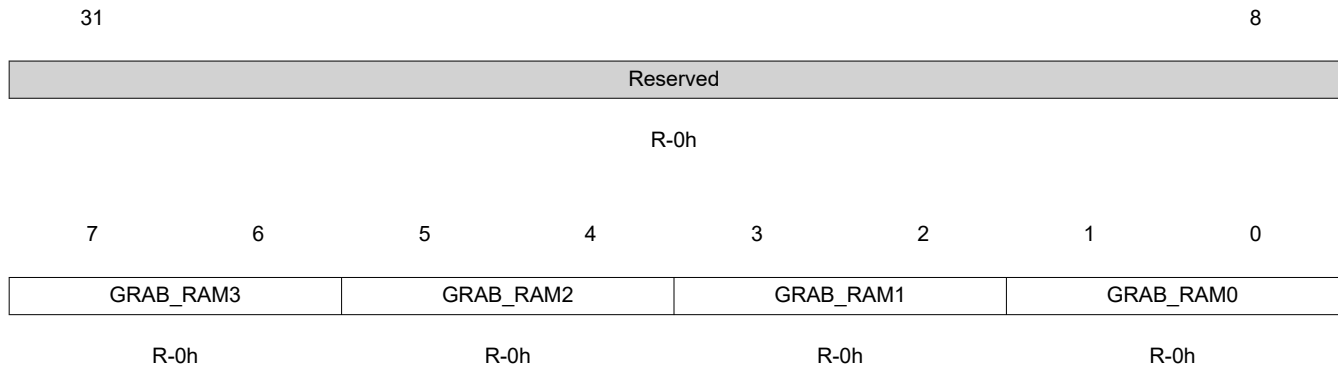 31 8
Reserved
R-0h
7 6 5 4 3 2 1 0
GRAB_RAM3 GRAB_RAM2 GRAB_RAM1 GRAB_RAM0
R-0h R-0h R-0h R-0h